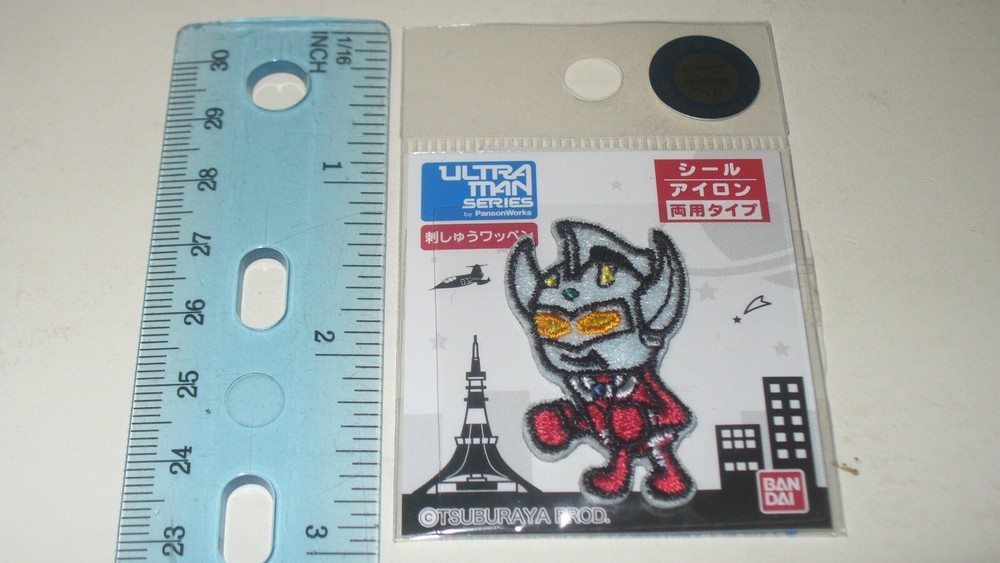 1/16
INCH
30
29
28
27
26
25
24
23
1
2
3
ULTRA
MAN
SERIES
by PansonWorks
刺しゅうワッペン
シール
アイロン
両用タイプ
©TSUBURAYA PROD.
BAN
DAI